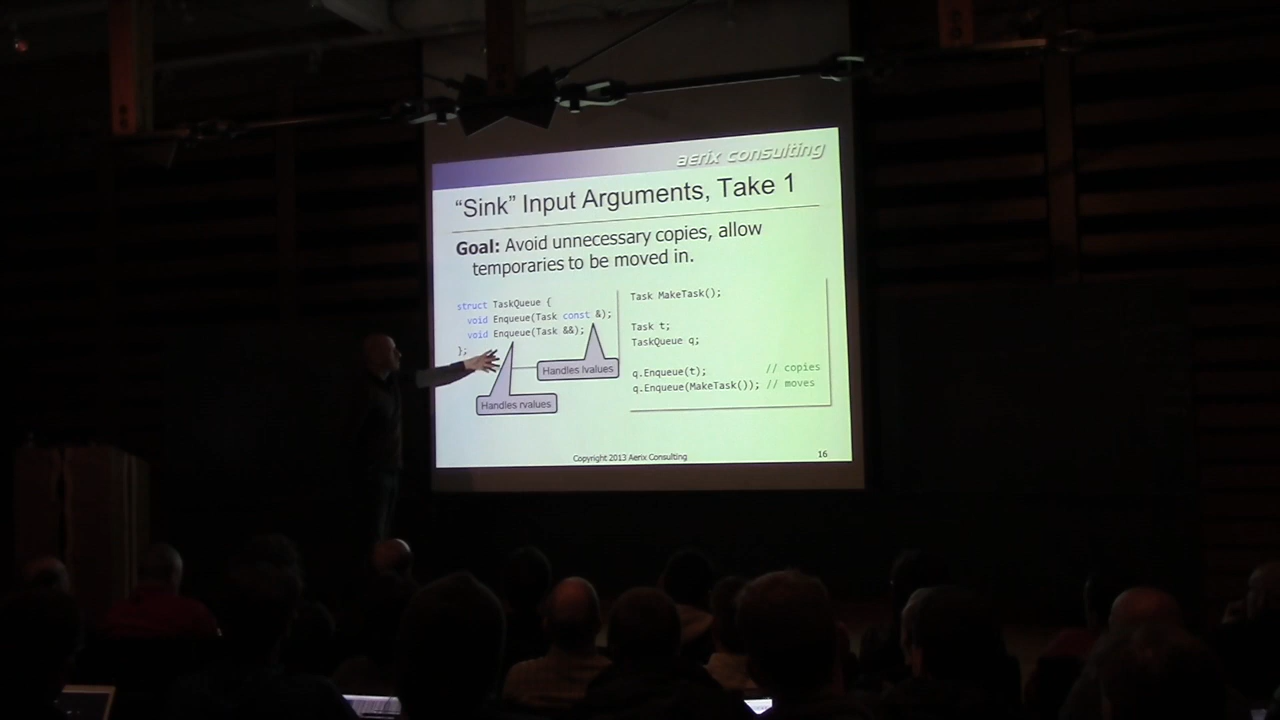 aerix consulting
“Sink” Input Arguments, Take 1
Goal: Avoid unnecessary copies, allow
temporaries to be moved in.
struct TaskQueue {
void Enqueue(Task const &);
void Enqueue(Task &&);
};
Handles lvalues
Handles rvalues
Task MakeTask();
Task t;
TaskQueue q;
q.Enqueue(t); // copies
q.Enqueue(MakeTask()); // moves
Copyright 2013 Aerix Consulting
16